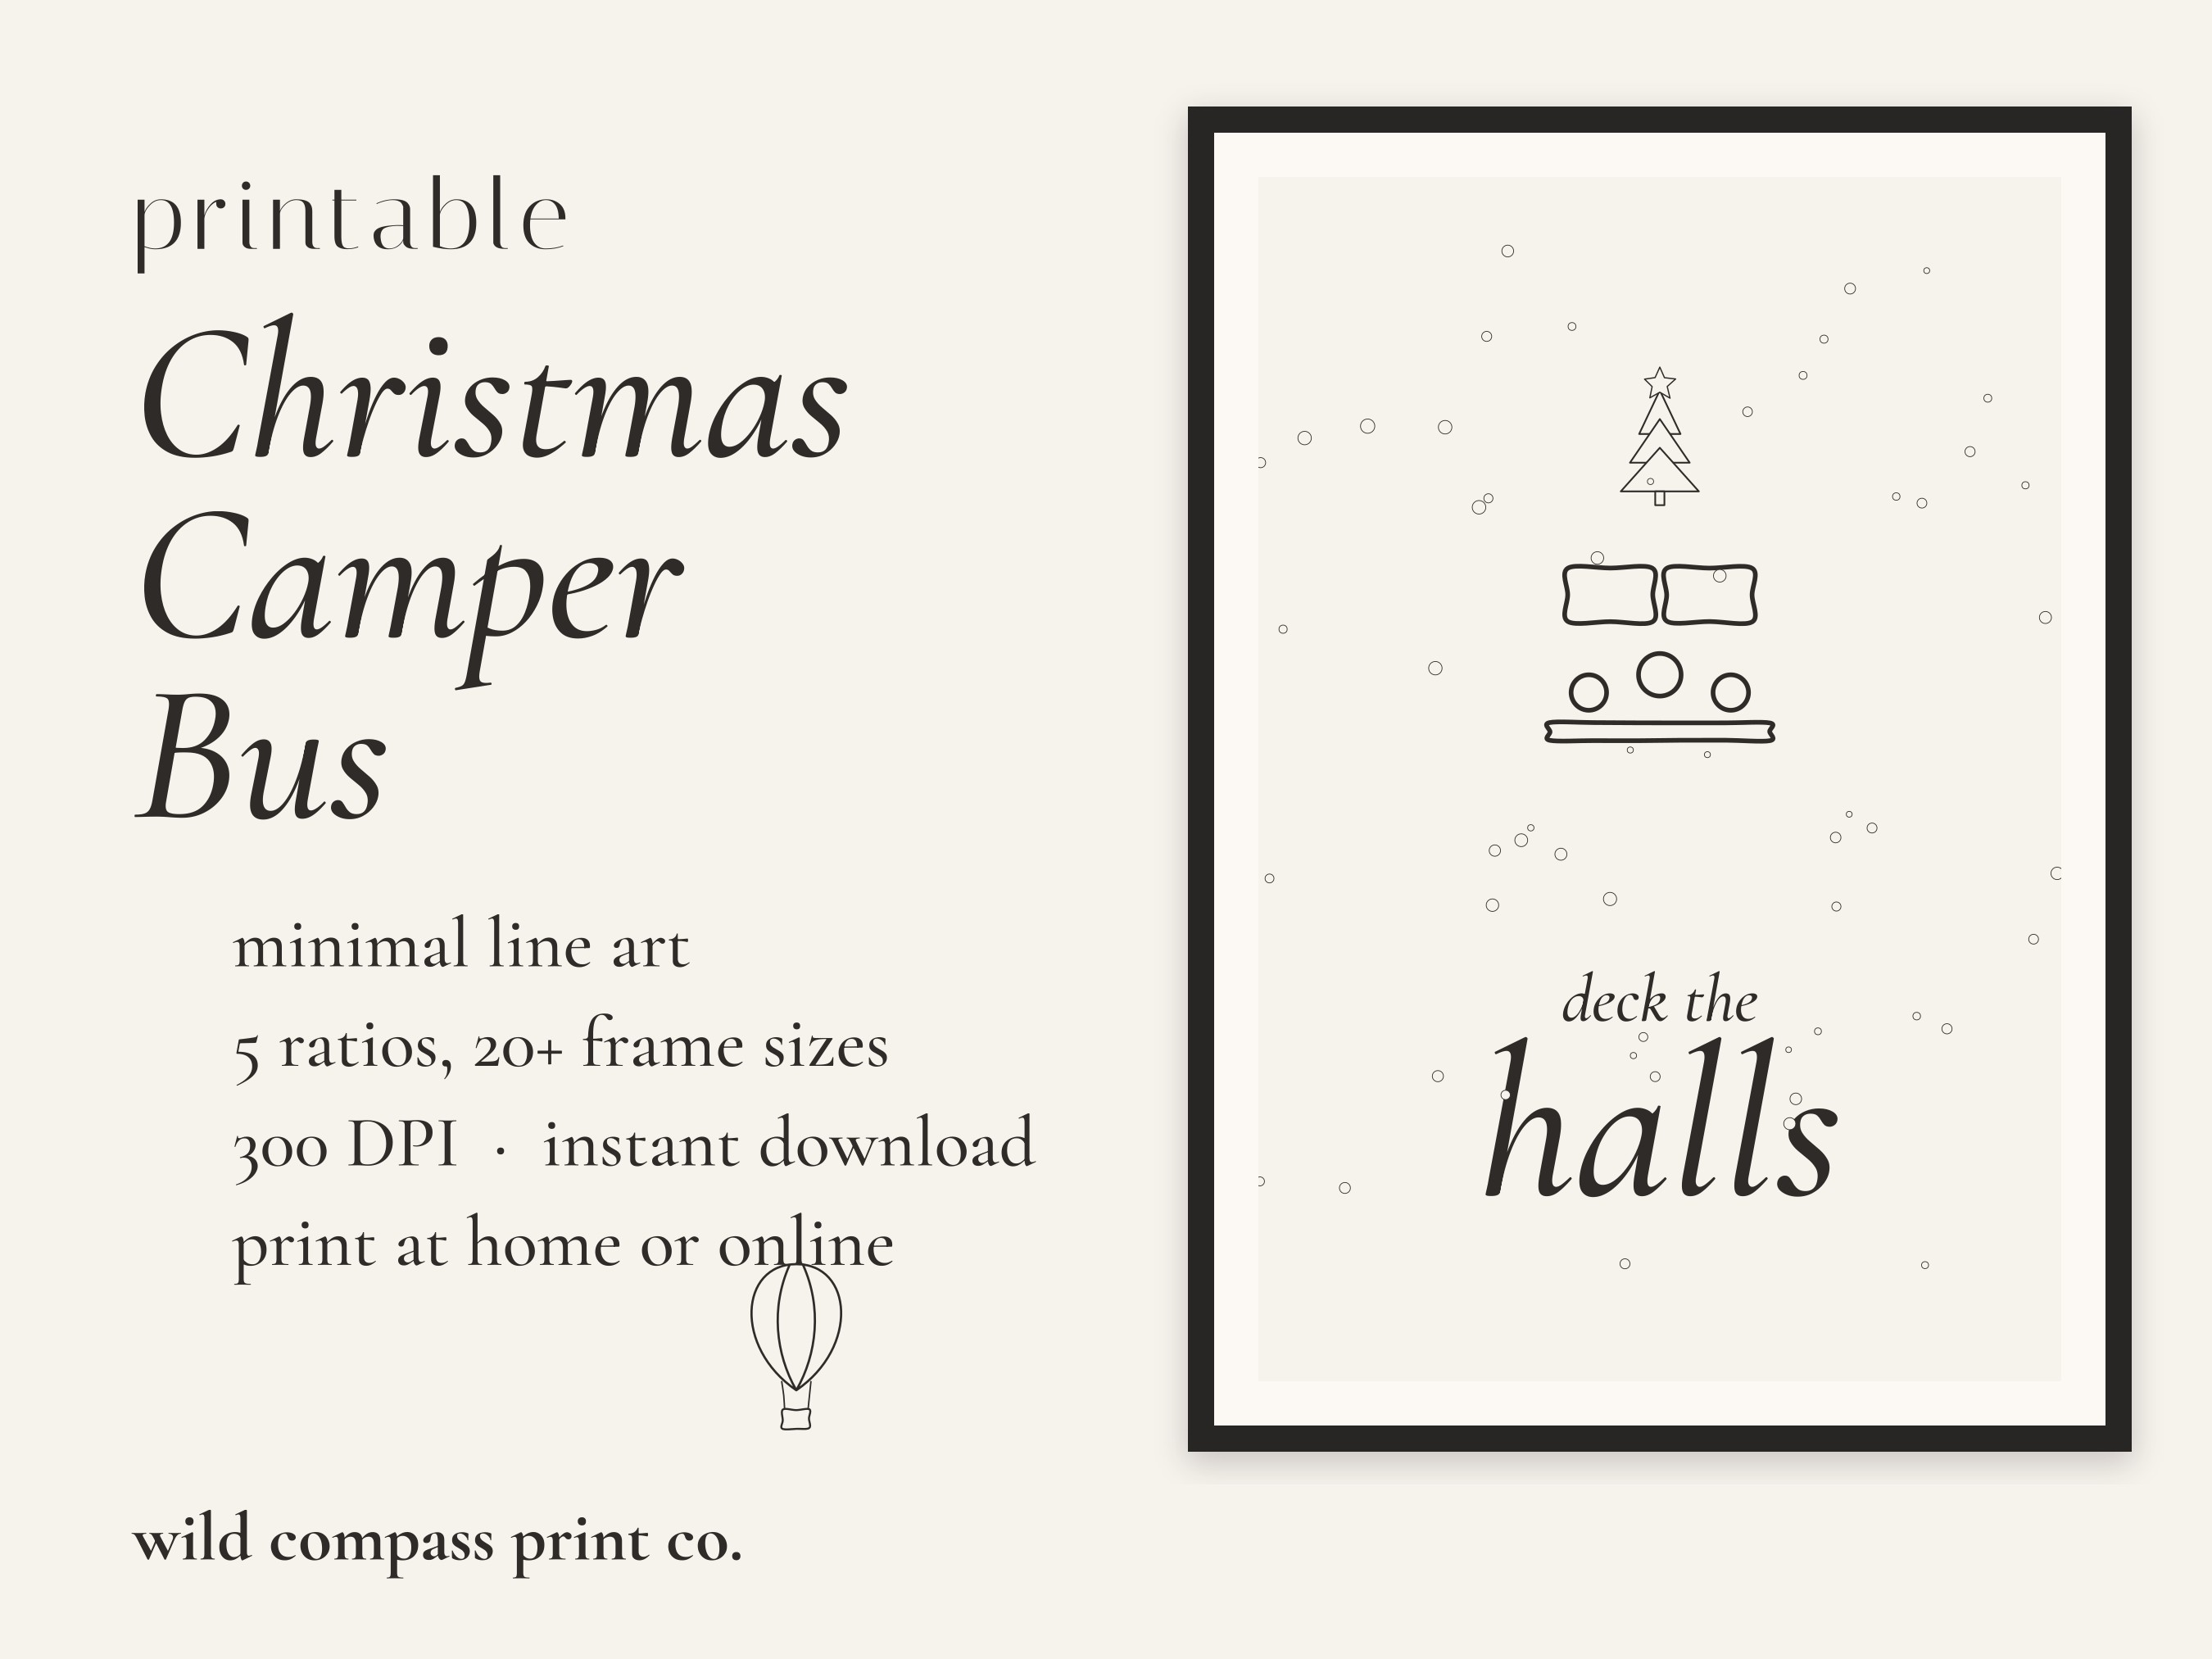 printable
Christmas
Camper
Bus
minimal line art
5 ratios, 20+ frame sizes
300 DPI · instant download
print at home or online
wild compass print co.
deck the
halls